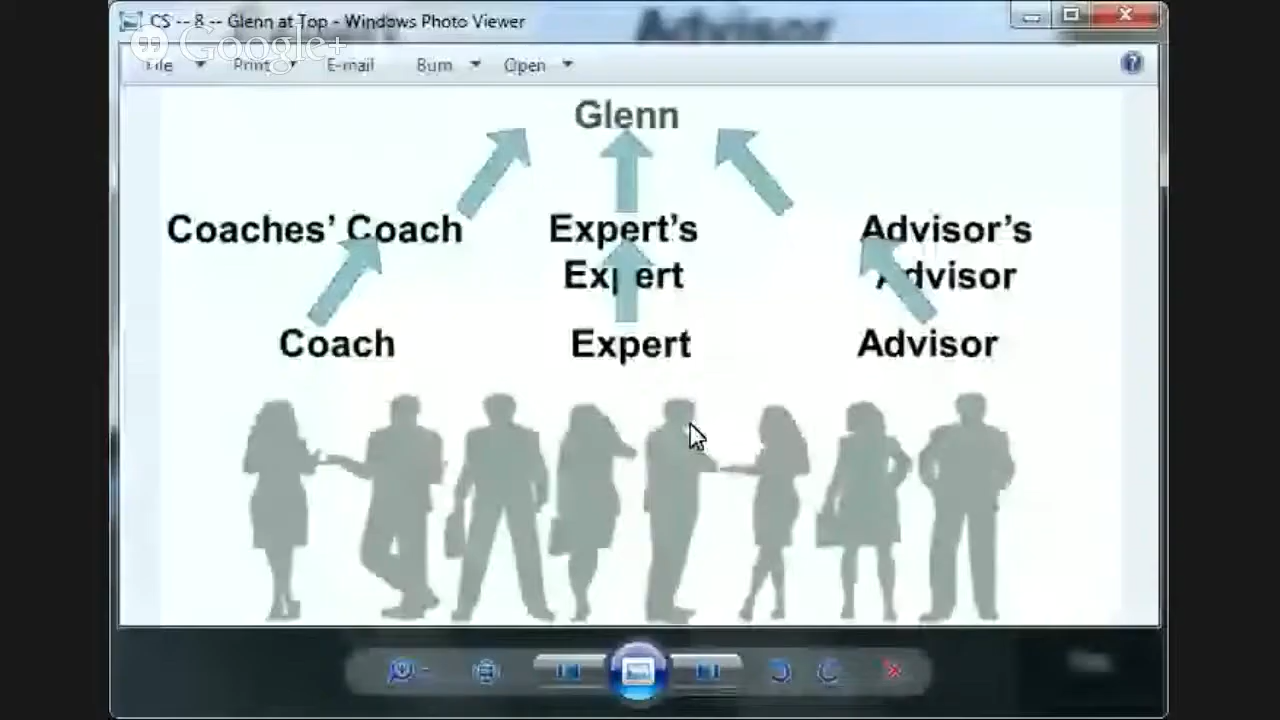 CS -- 8 -- Glenn at Top - Windows Photo Viewer
Advisor
Google+
File Print E-mail Burn Open
Glenn
Coaches' Coach
Expert's
Expert
Advisor's
Advisor
Coach
Expert
Advisor